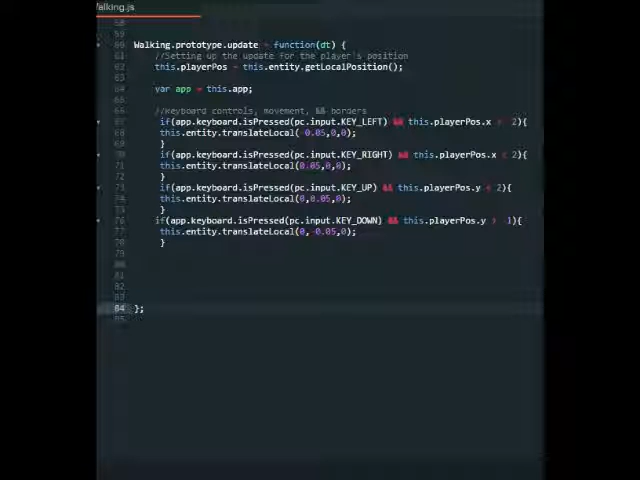 Walking.js
58
59
60 Walking.prototype.update = function(dt) {
61 //Setting up the update for the player's position
62 this.playerPos = this.entity.getLocalPosition();
63
64 var app = this.app;
65
66 //Keyboard controls, movement, && borders
67 if(app.keyboard.isPressed(pc.input.KEY_LEFT) && this.playerPos.x > -2){
68 this.entity.translateLocal(-0.05,0,0);
69 }
70 if(app.keyboard.isPressed(pc.input.KEY_RIGHT) && this.playerPos.x < 2){
71 this.entity.translateLocal(0.05,0,0);
72 }
73 if(app.keyboard.isPressed(pc.input.KEY_UP) && this.playerPos.y < 2){
74 this.entity.translateLocal(0,0.05,0);
75 }
76 if(app.keyboard.isPressed(pc.input.KEY_DOWN) && this.playerPos.y > -1){
77 this.entity.translateLocal(0,-0.05,0);
78 }
79
80
81
82
83
84 };
85